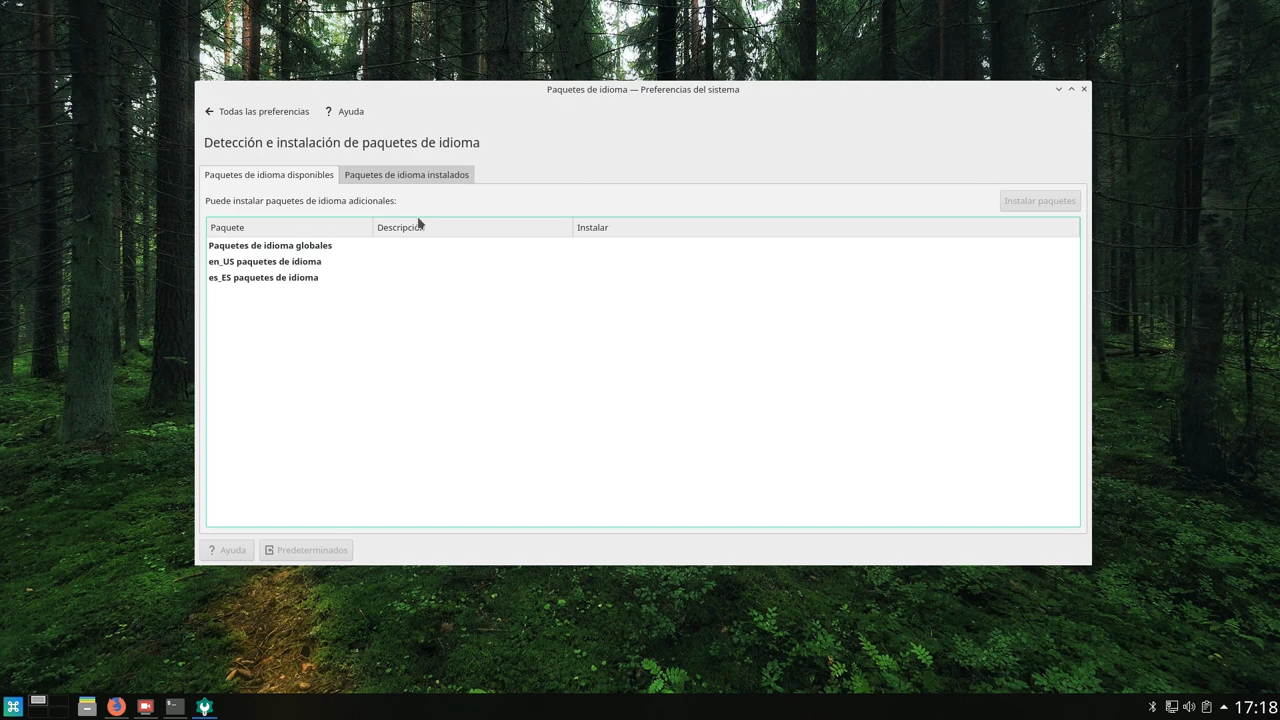 Paquetes de idioma — Preferencias del sistema
Todas las preferencias ? Ayuda
Detección e instalación de paquetes de idioma
Paquetes de idioma disponibles Paquetes de idioma instalados
Puede instalar paquetes de idioma adicionales: Instalar paquetes
Paquete Descripción Instalar
Paquetes de idioma globales
en_US paquetes de idioma
es_ES paquetes de idioma
? Ayuda Predeterminados
17:18